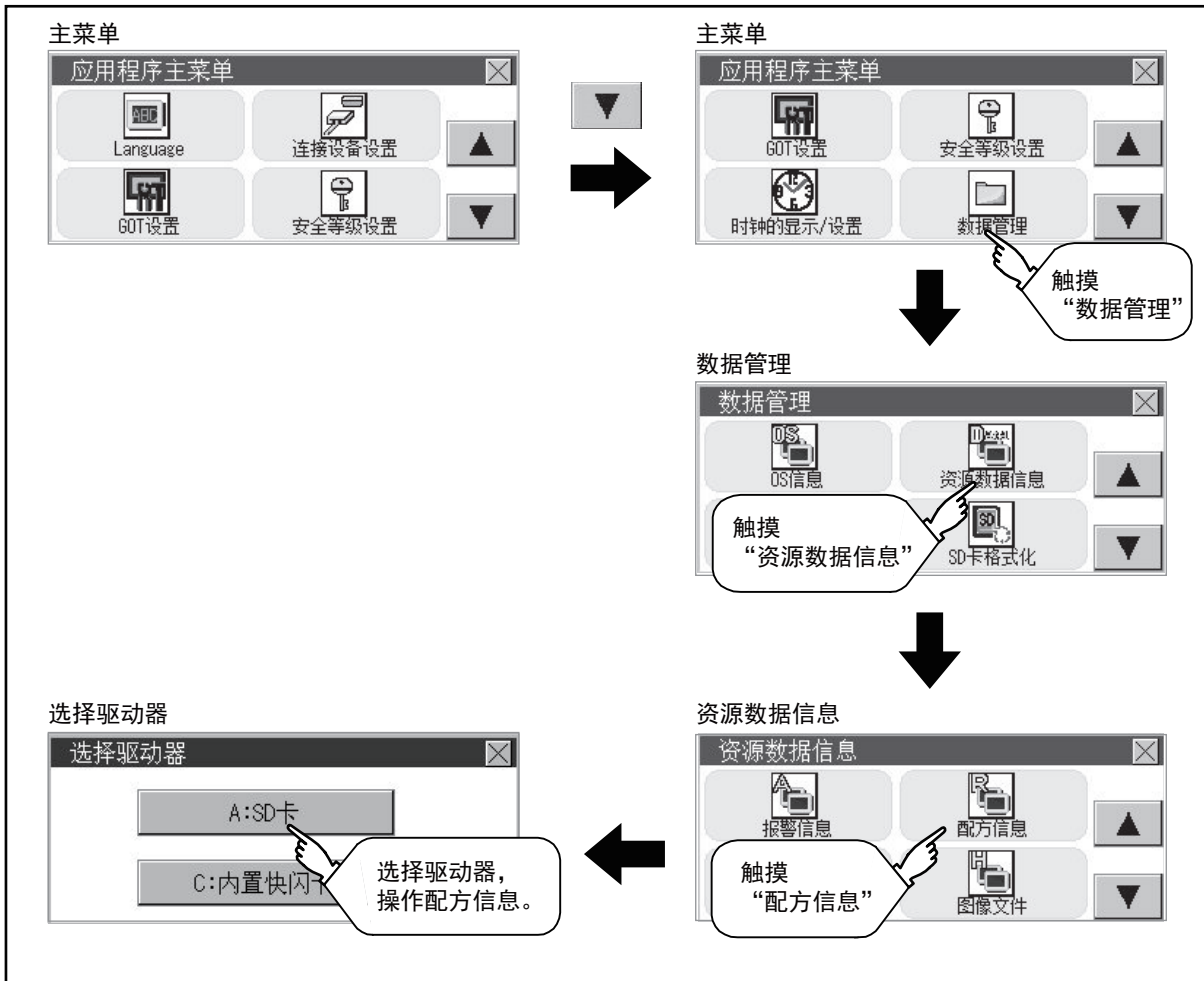 主菜单
应用程序主菜单
Language
连接设备设置
GOT设置
安全等级设置
主菜单
应用程序主菜单
GOT设置
安全等级设置
时钟的显示/设置
数据管理
触摸
“数据管理”
数据管理
数据管理
OS信息
资源数据信息
SD卡格式化
触摸
“资源数据信息”
资源数据信息
资源数据信息
报警信息
配方信息
图像文件
触摸
“配方信息”
选择驱动器
选择驱动器
A:SD卡
C:内置快闪卡
选择驱动器，
操作配方信息。